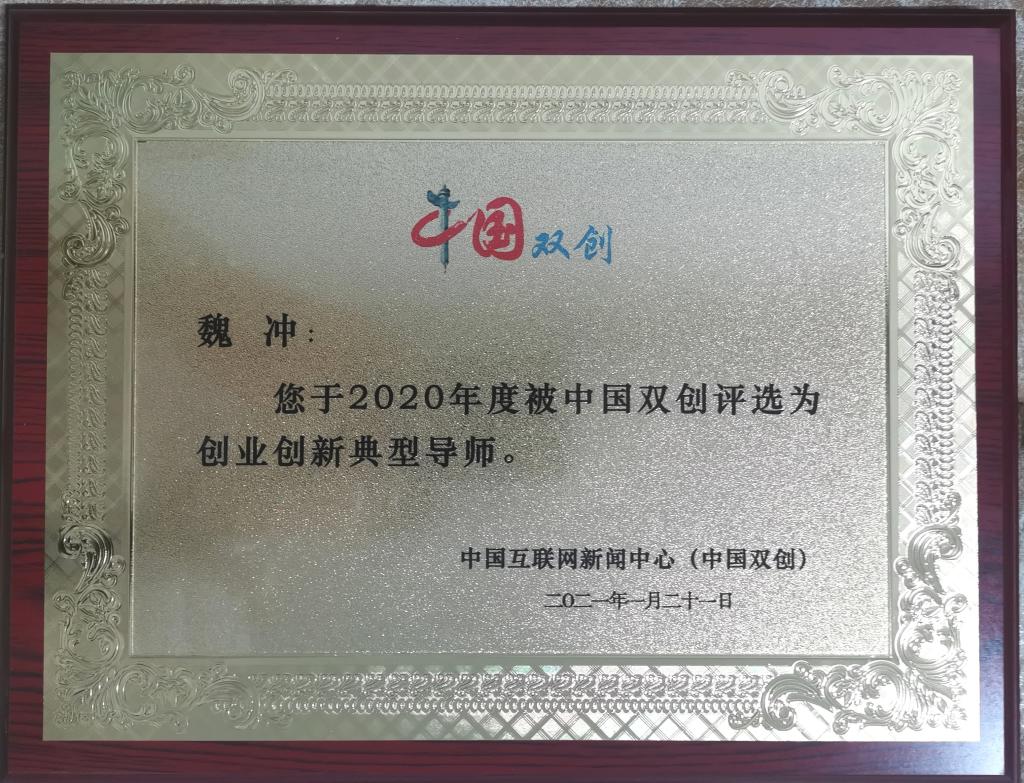 中国双创
魏 冲：
您于2020年度被中国双创评选为
创业创新典型导师。
中国互联网新闻中心（中国双创）
二〇二一年一月二十一日